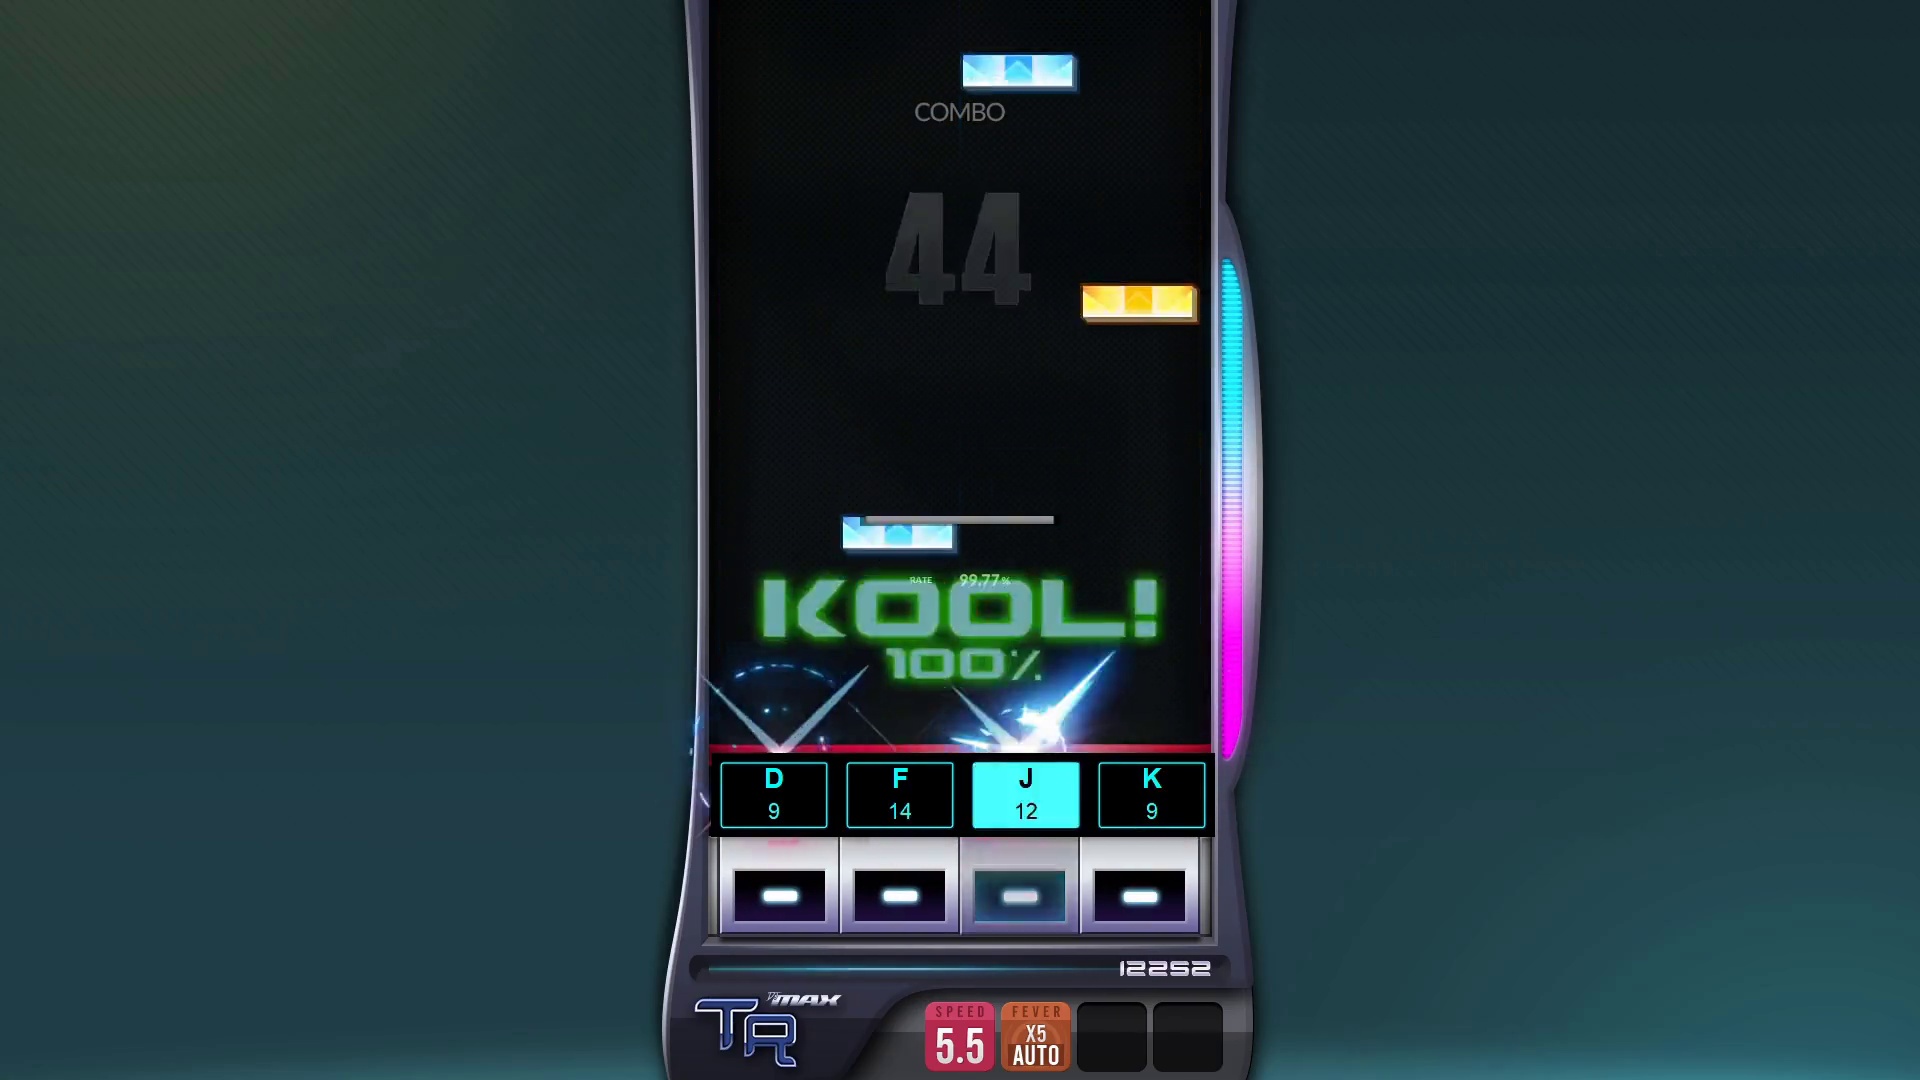 COMBO
44
RATE 99.77%
KOOL!
100%
D F J K
9 14 12 9
12252
DJMAX
TR
SPEED FEVER
5.5 X5
AUTO